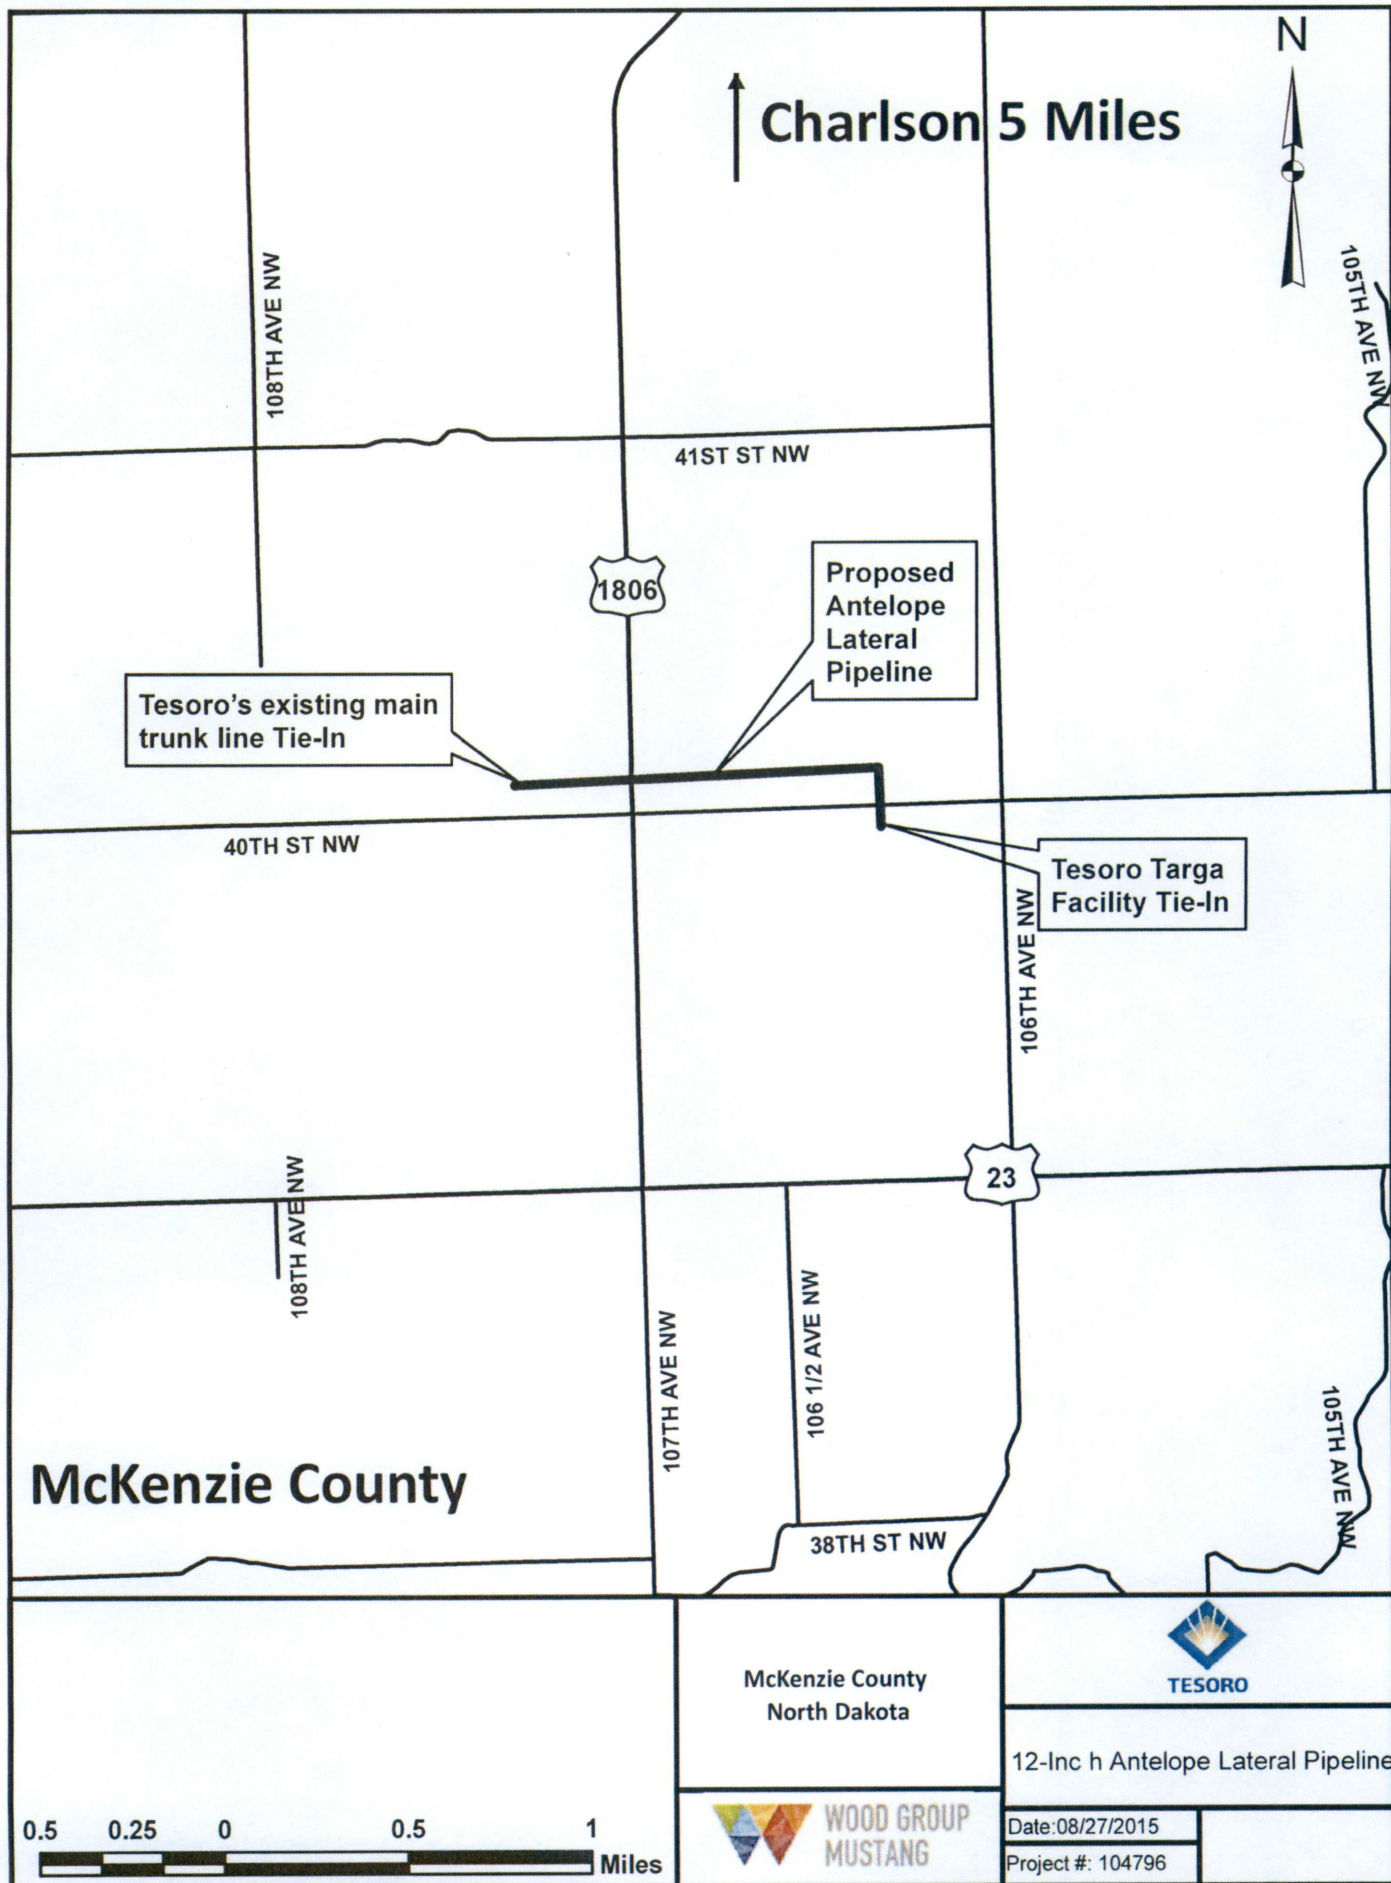 N
Charlson 5 Miles
108TH AVE NW
105TH AVE NW
41ST ST NW
1806
Proposed
Antelope
Lateral
Pipeline
Tesoro's existing main
trunk line Tie-In
40TH ST NW
Tesoro Targa
Facility Tie-In
106TH AVE NW
23
108TH AVE NW
106 1/2 AVE NW
107TH AVE NW
105TH AVE NW
McKenzie County
38TH ST NW
McKenzie County
North Dakota
TESORO
12-Inc h Antelope Lateral Pipeline
0.5 0.25 0 0.5 1
Miles
WOOD GROUP
MUSTANG
Date:08/27/2015
Project #: 104796